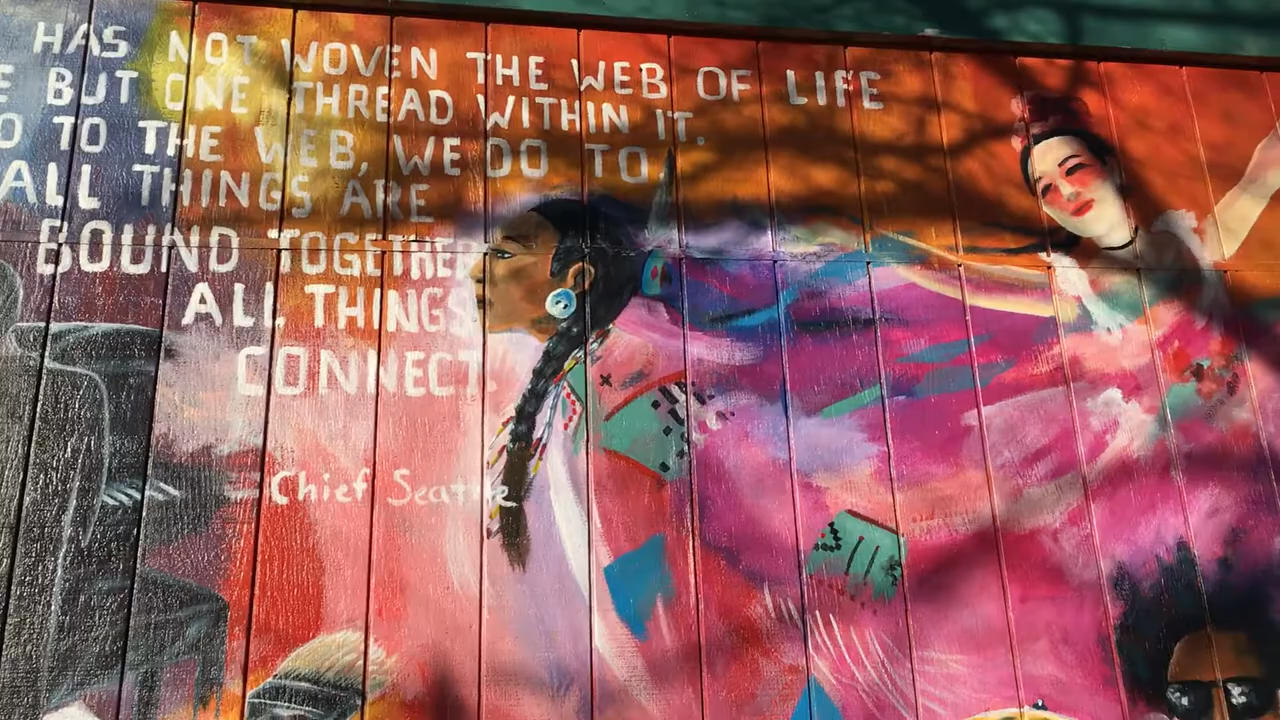 HAS NOT WOVEN THE WEB OF LIFE
E BUT ONE THREAD WITHIN IT.
O TO THE WEB, WE DO TO
ALL THINGS ARE
BOUND TOGETHER
ALL THINGS
CONNECT.
— Chief Seattle